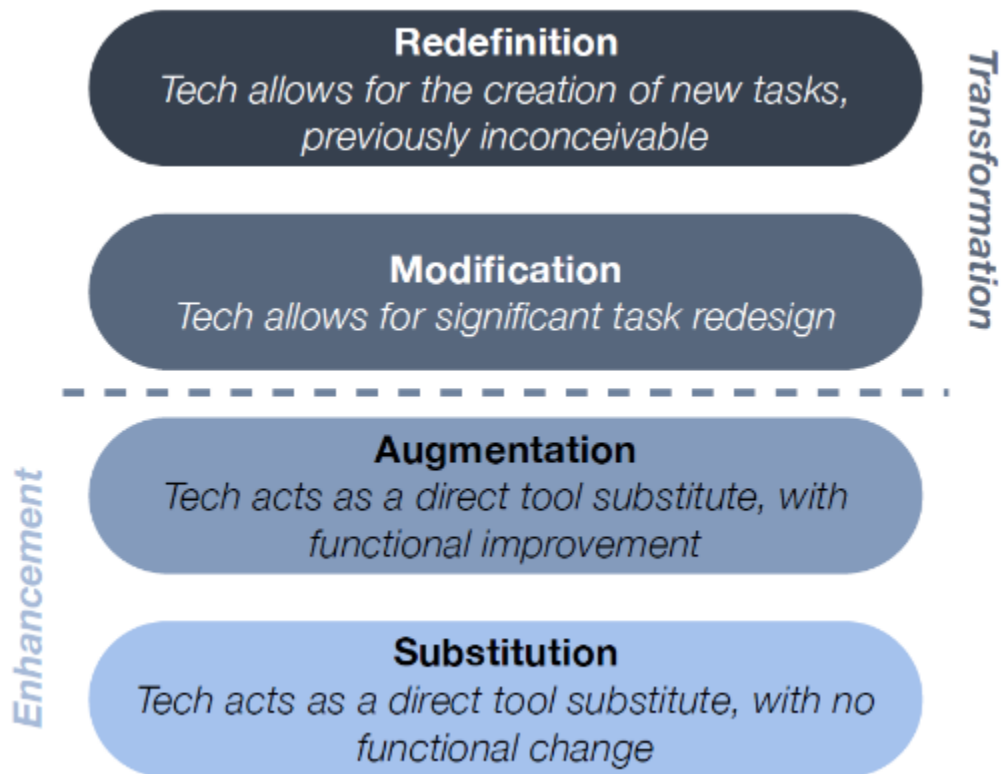 Redefinition
Tech allows for the creation of new tasks,
previously inconceivable
Transformation
Modification
Tech allows for significant task redesign
Augmentation
Tech acts as a direct tool substitute, with
functional improvement
Enhancement
Substitution
Tech acts as a direct tool substitute, with no
functional change